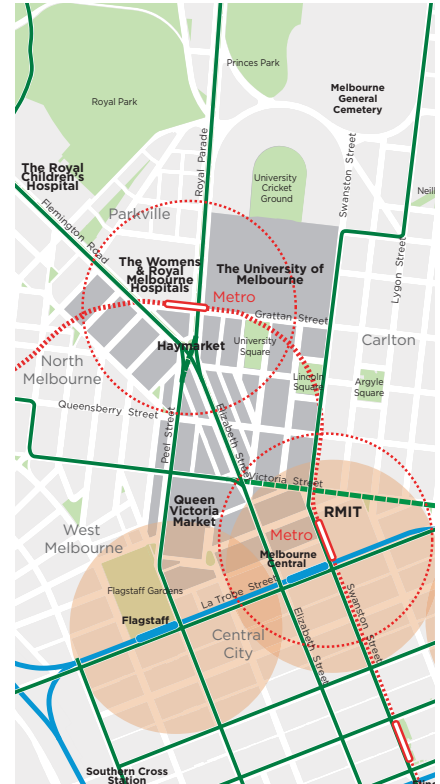 Princes Park
Royal Park
Melbourne
General
Cemetery
Royal Parade
Swanston Street
The Royal
Children's
Hospital
University
Cricket
Ground
Flemington Road
Parkville
Lygon Street
The Womens
& Royal
Melbourne
Hospitals
The University of
Melbourne
Metro
Grattan Street
Haymarket
University
Square
Carlton
North
Melbourne
Lincoln
Square
Argyle
Square
Queensberry Street
Peel Street
Elizabeth Street
Victoria Street
Queen
Victoria
Market
RMIT
West
Melbourne
Metro
Melbourne
Central
Flagstaff Gardens
La Trobe Street
Swanston Street
Flagstaff
Elizabeth Street
Central
City
Southern Cross
Station